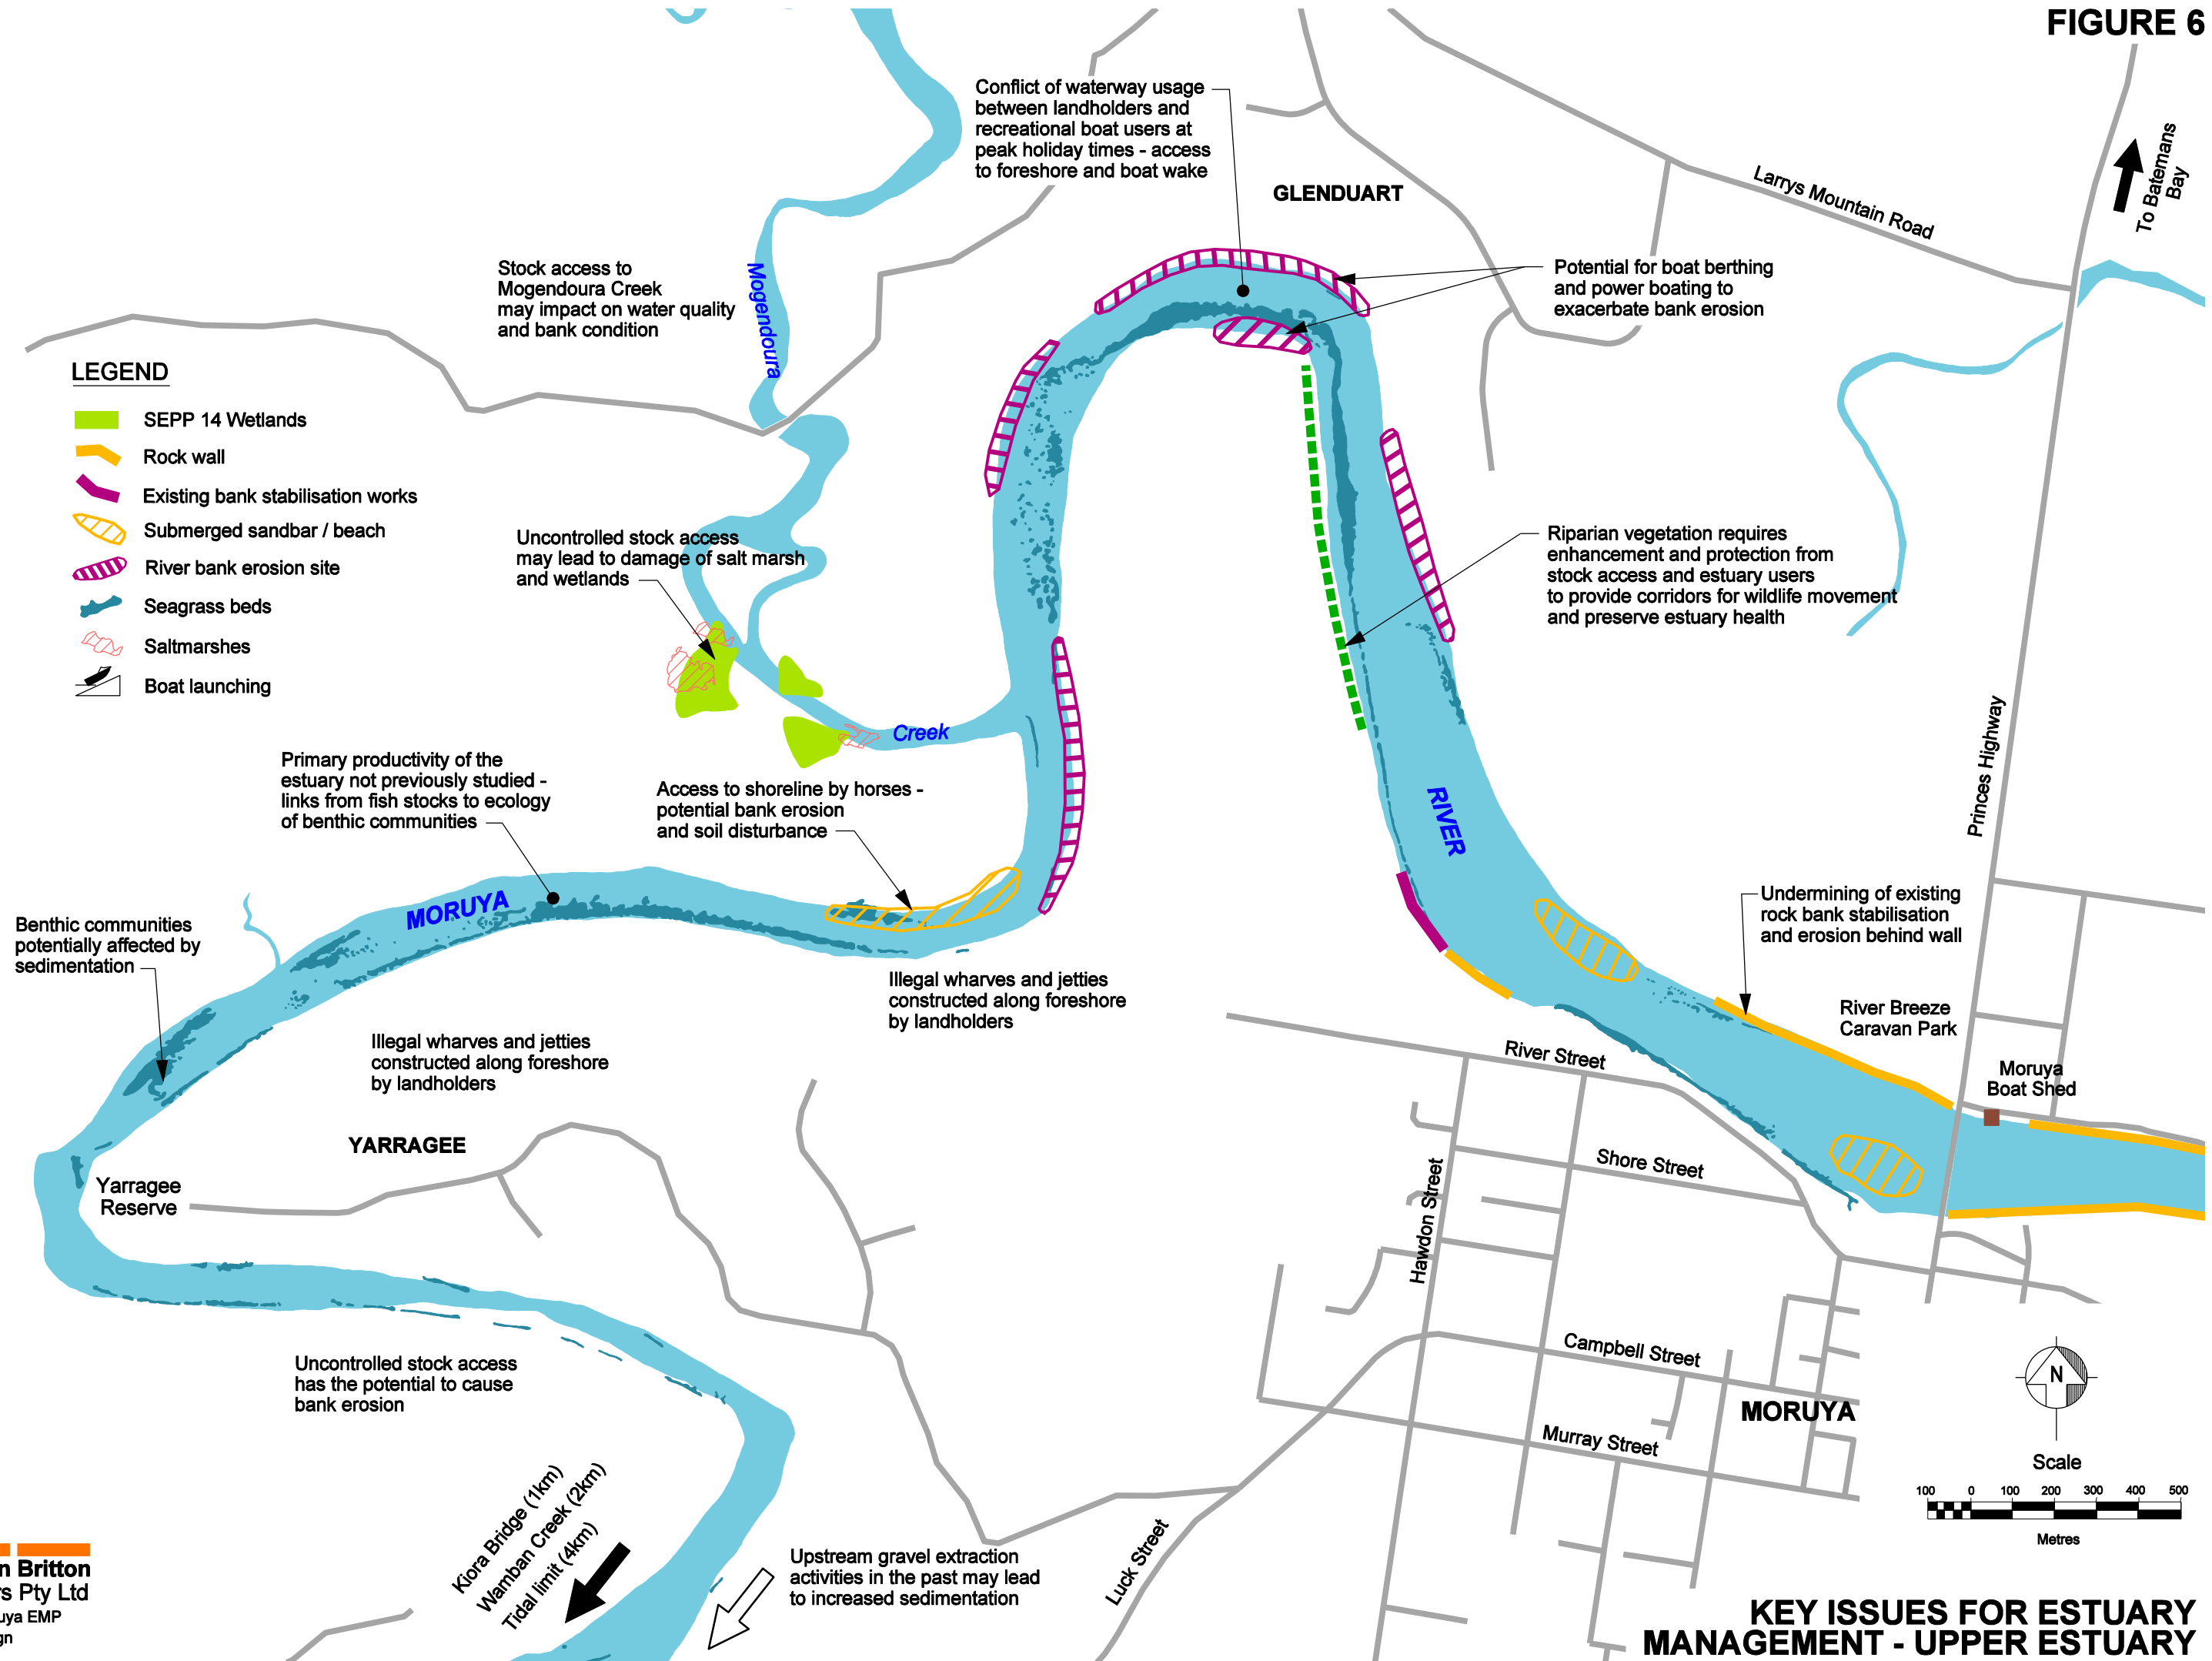 FIGURE 6
Conflict of waterway usage
between landholders and
recreational boat users at
peak holiday times - access
to foreshore and boat wake
GLENDUART
Larrys Mountain Road
To Batemans
Bay
Stock access to
Mogendoura Creek
may impact on water quality
and bank condition
Mogendoura
Potential for boat berthing
and power boating to
exacerbate bank erosion
LEGEND
SEPP 14 Wetlands
Rock wall
Existing bank stabilisation works
Submerged sandbar / beach
River bank erosion site
Seagrass beds
Saltmarshes
Boat launching
Uncontrolled stock access
may lead to damage of salt marsh
and wetlands
Riparian vegetation requires
enhancement and protection from
stock access and estuary users
to provide corridors for wildlife movement
and preserve estuary health
Creek
Princes Highway
RIVER
Primary productivity of the
estuary not previously studied -
links from fish stocks to ecology
of benthic communities
Access to shoreline by horses -
potential bank erosion
and soil disturbance
MORUYA
Benthic communities
potentially affected by
sedimentation
Undermining of existing
rock bank stabilisation
and erosion behind wall
Illegal wharves and jetties
constructed along foreshore
by landholders
River Breeze
Caravan Park
Illegal wharves and jetties
constructed along foreshore
by landholders
River Street
Moruya
Boat Shed
YARRAGEE
Yarragee
Reserve
Shore Street
Hawdon Street
Uncontrolled stock access
has the potential to cause
bank erosion
Campbell Street
MORUYA
Murray Street
N
Scale
100 0 100 200 300 400 500
Metres
Kiora Bridge (1km)
Wamban Creek (2km)
Tidal limit (4km)
Upstream gravel extraction
activities in the past may lead
to increased sedimentation
Luck Street
n Britton
rs Pty Ltd
uya EMP
gn
KEY ISSUES FOR ESTUARY
MANAGEMENT - UPPER ESTUARY